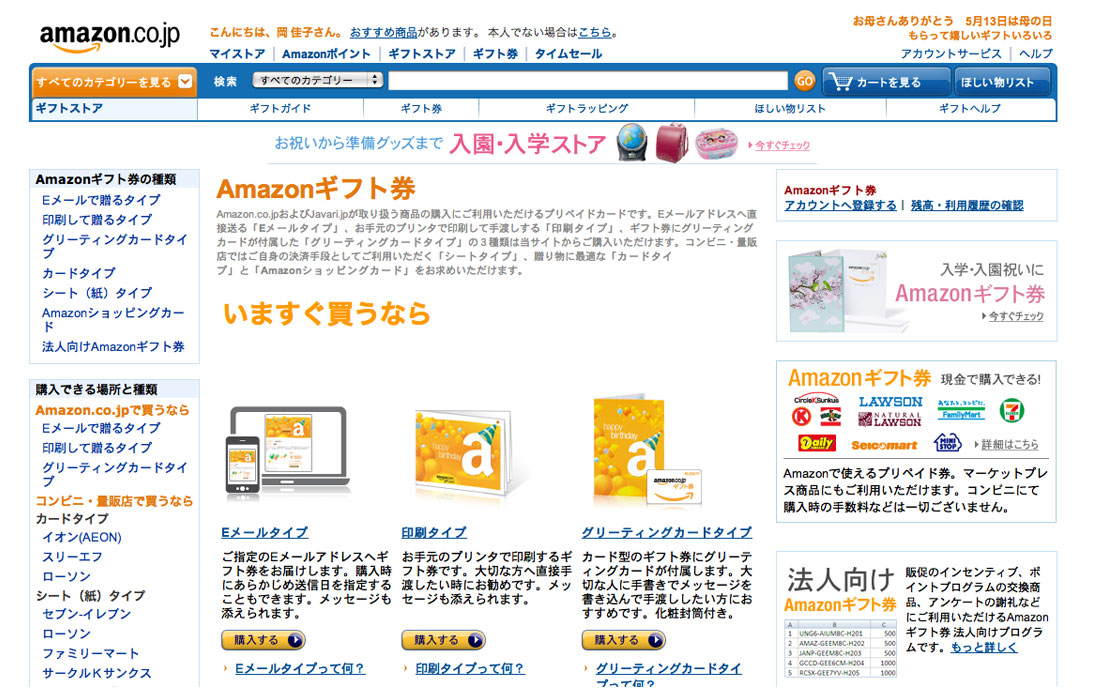 amazon.co.jp
こんにちは、岡 佳子さん。 おすすめ商品があります。 本人でない場合はこちら。
お母さんありがとう 5月13日は母の日
もらって嬉しいギフトいろいろ
マイストア | Amazonポイント | ギフトストア | ギフト券 | タイムセール
アカウントサービス | ヘルプ
すべてのカテゴリーを見る
検索 すべてのカテゴリー GO カートを見る ほしい物リスト
ギフトストア ギフトガイド ギフト券 ギフトラッピング ほしい物リスト ギフトヘルプ
お祝いから準備グッズまで 入園・入学ストア 今すぐチェック
Amazonギフト券の種類
Eメールで贈るタイプ
印刷して贈るタイプ
グリーティングカードタイ
プ
カードタイプ
シート（紙）タイプ
Amazonショッピングカー
ド
法人向けAmazonギフト券
購入できる場所と種類
Amazon.co.jpで買うなら
Eメールで贈るタイプ
印刷して贈るタイプ
グリーティングカードタイ
プ
コンビニ・量販店で買うなら
カードタイプ
イオン(AEON)
スリーエフ
ローソン
シート（紙）タイプ
セブン-イレブン
ローソン
ファミリーマート
サークルＫサンクス
Amazonギフト券
Amazon.co.jpおよびJavari.jpが取り扱う商品の購入にご利用いただけるプリペイドカードです。Eメールアドレスへ直
接送る「Eメールタイプ」、お手元のプリンタで印刷して手渡しする「印刷タイプ」、ギフト券にグリーティング
カードが付属した「グリーティングカードタイプ」の３種類は当サイトからご購入いただけます。コンビニ・量販
店ではご自身の決済手段としてご利用いただく「シートタイプ」、贈り物に最適な「カードタイ
プ」と「Amazonショッピングカード」をお求めいただけます。
いますぐ買うなら
happy birthday
a
happy birthday
a
happy birthday
a
amazon.co.jp
ギフト券
Eメールタイプ
ご指定のEメールアドレスへギ
フト券をお届けします。購入時
にあらかじめ送信日を指定する
こともできます。メッセージも
添えられます。
購入する
Eメールタイプって何？
印刷タイプ
お手元のプリンタで印刷するギ
フト券です。大切な方へ直接手
渡したい時にお勧めです。メッ
セージも添えられます。
購入する
印刷タイプって何？
グリーティングカードタイプ
カード型のギフト券にグリーテ
ィングカードが付属します。大
切な人に手書きでメッセージを
書き込んで手渡ししたい方にお
すすめです。化粧封筒付き。
購入する
グリーティングカードタイ
プって何？
Amazonギフト券
アカウントへ登録する | 残高・利用履歴の確認
amazon.co.jp
入学・入園祝いに
Amazonギフト券
今すぐチェック
Amazonギフト券 現金で購入できる!
CircleK Sunkus
K
LAWSON
NATURAL LAWSON
あなたと、コンビに、
FamilyMart
7
Daily
Seicomart
MINI STOP
詳細はこちら
Amazonで使えるプリペイド券。マーケットプレ
ス商品にもご利用いただけます。コンビニにて
購入時の手数料などは一切ございません。
法人向け
Amazonギフト券
A B C
1 UNG6-AIUM8C-H201 500
2 AMAZ-GEEM8C-H202 500
3 JANP-GEEM8C-H203 500
4 GCCD-GEE6CM-H204 1000
5 RCSX-GEE7YV-H205 1000
販促のインセンティブ、ポ
イントプログラムの交換商
品、アンケートの謝礼など
にご利用いただけるAmazon
ギフト券 法人向けプログラ
ムです。もっと詳しく